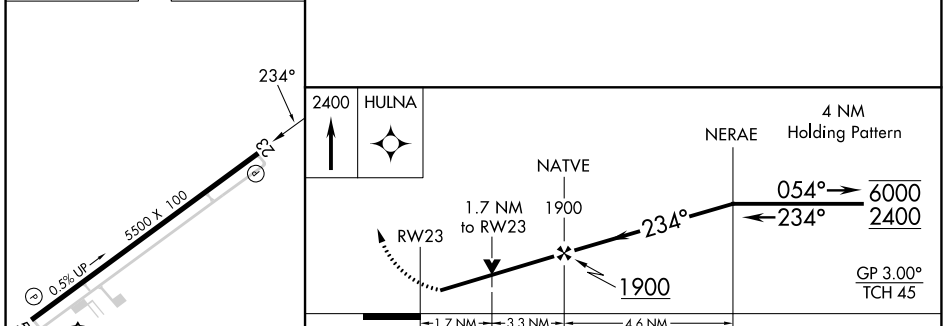 234°
23
5500 X 100
0.5% UP
P
P
2400 HULNA
4 NM
Holding Pattern
NERAE
NATVE
1900
1.7 NM
to RW23
RW23
234°
054°
6000
234°
2400
1900
GP 3.00°
TCH 45
1.7 NM
3.3 NM
4.6 NM